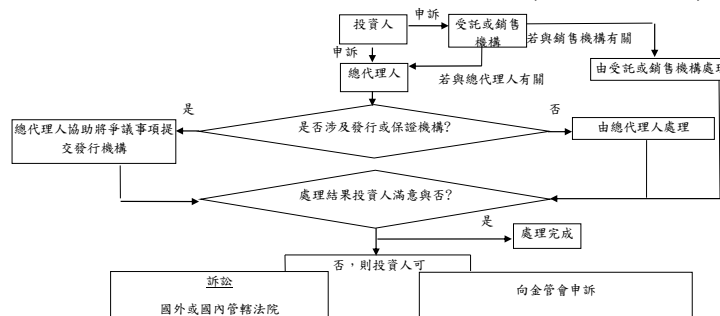 投資人
申訴
受託或銷售
機構
若與銷售機構有關
申訴
總代理人
若與總代理人有關
由受託或銷售機構處理
是
否
總代理人協助將爭議事項提
交發行機構
是否涉及發行或保證機構?
由總代理人處理
處理結果投資人滿意與否?
是
處理完成
否,則投資人可
訴訟
國外或國內管轄法院
向金管會申訴